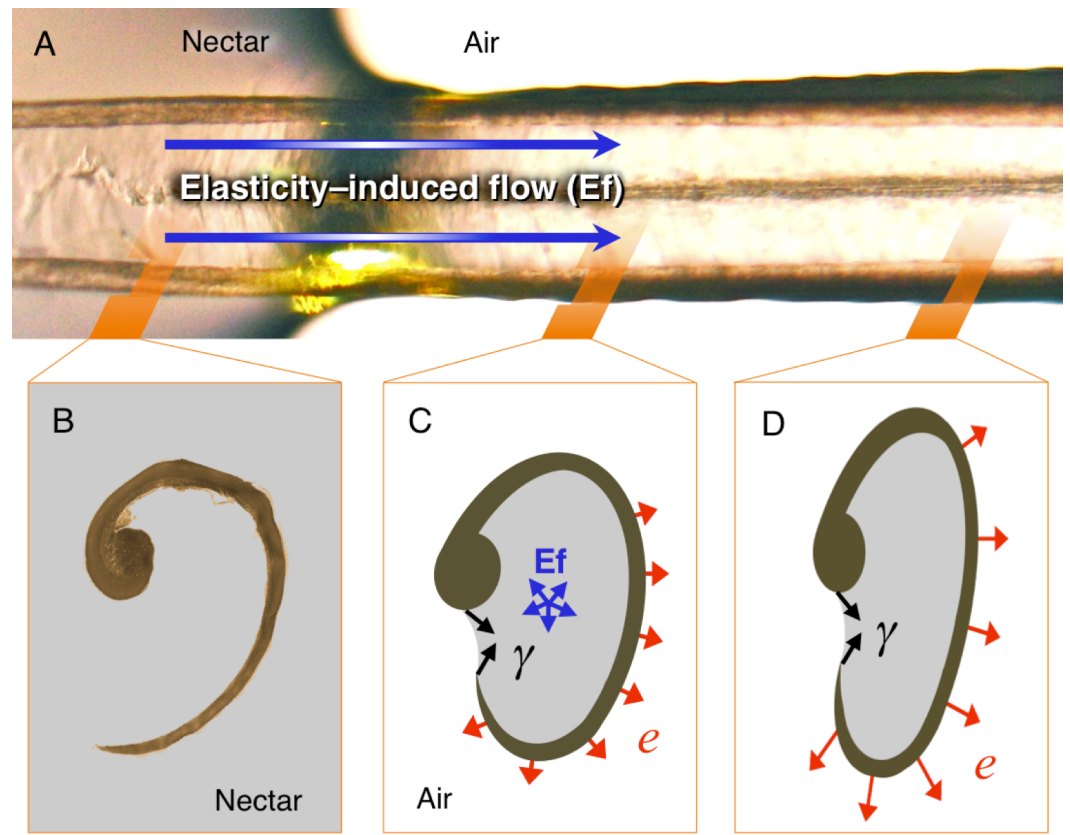 A
Nectar
Air
Elasticity–induced flow (Ef)
B
Nectar
C
Ef
γ
e
Air
D
γ
e